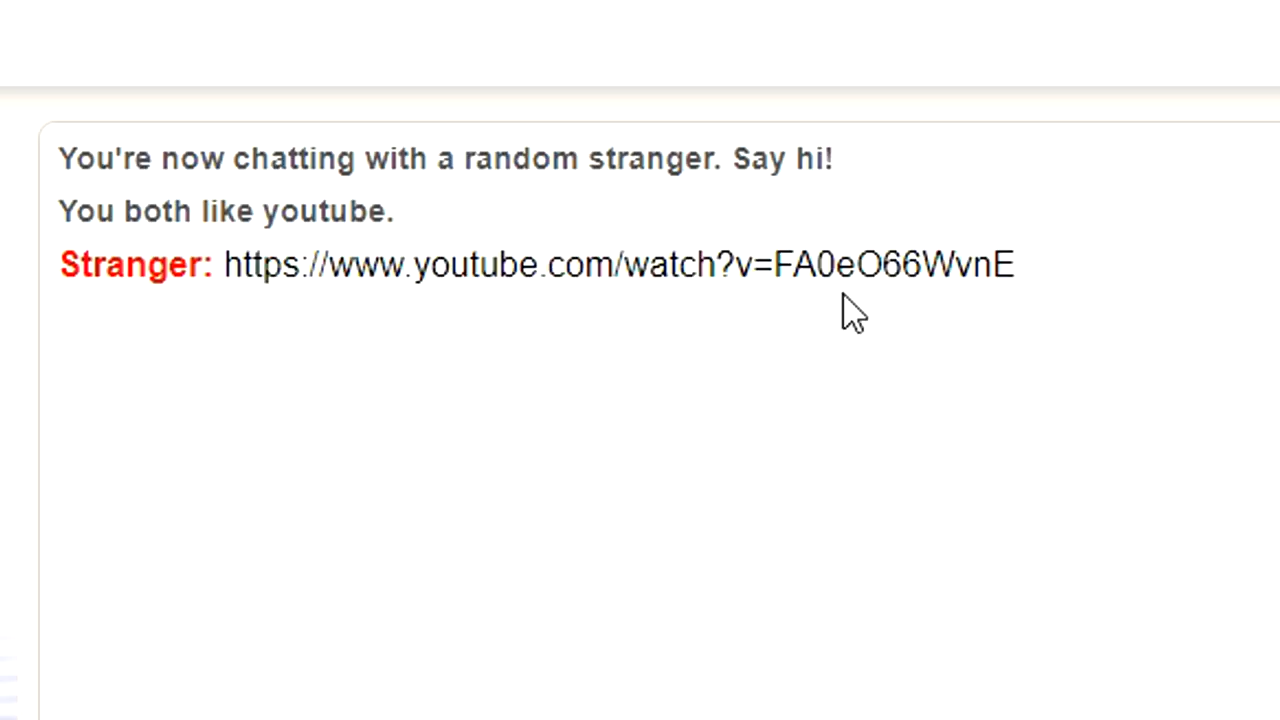 You're now chatting with a random stranger. Say hi!
You both like youtube.
Stranger: https://www.youtube.com/watch?v=FA0eO66WvnE